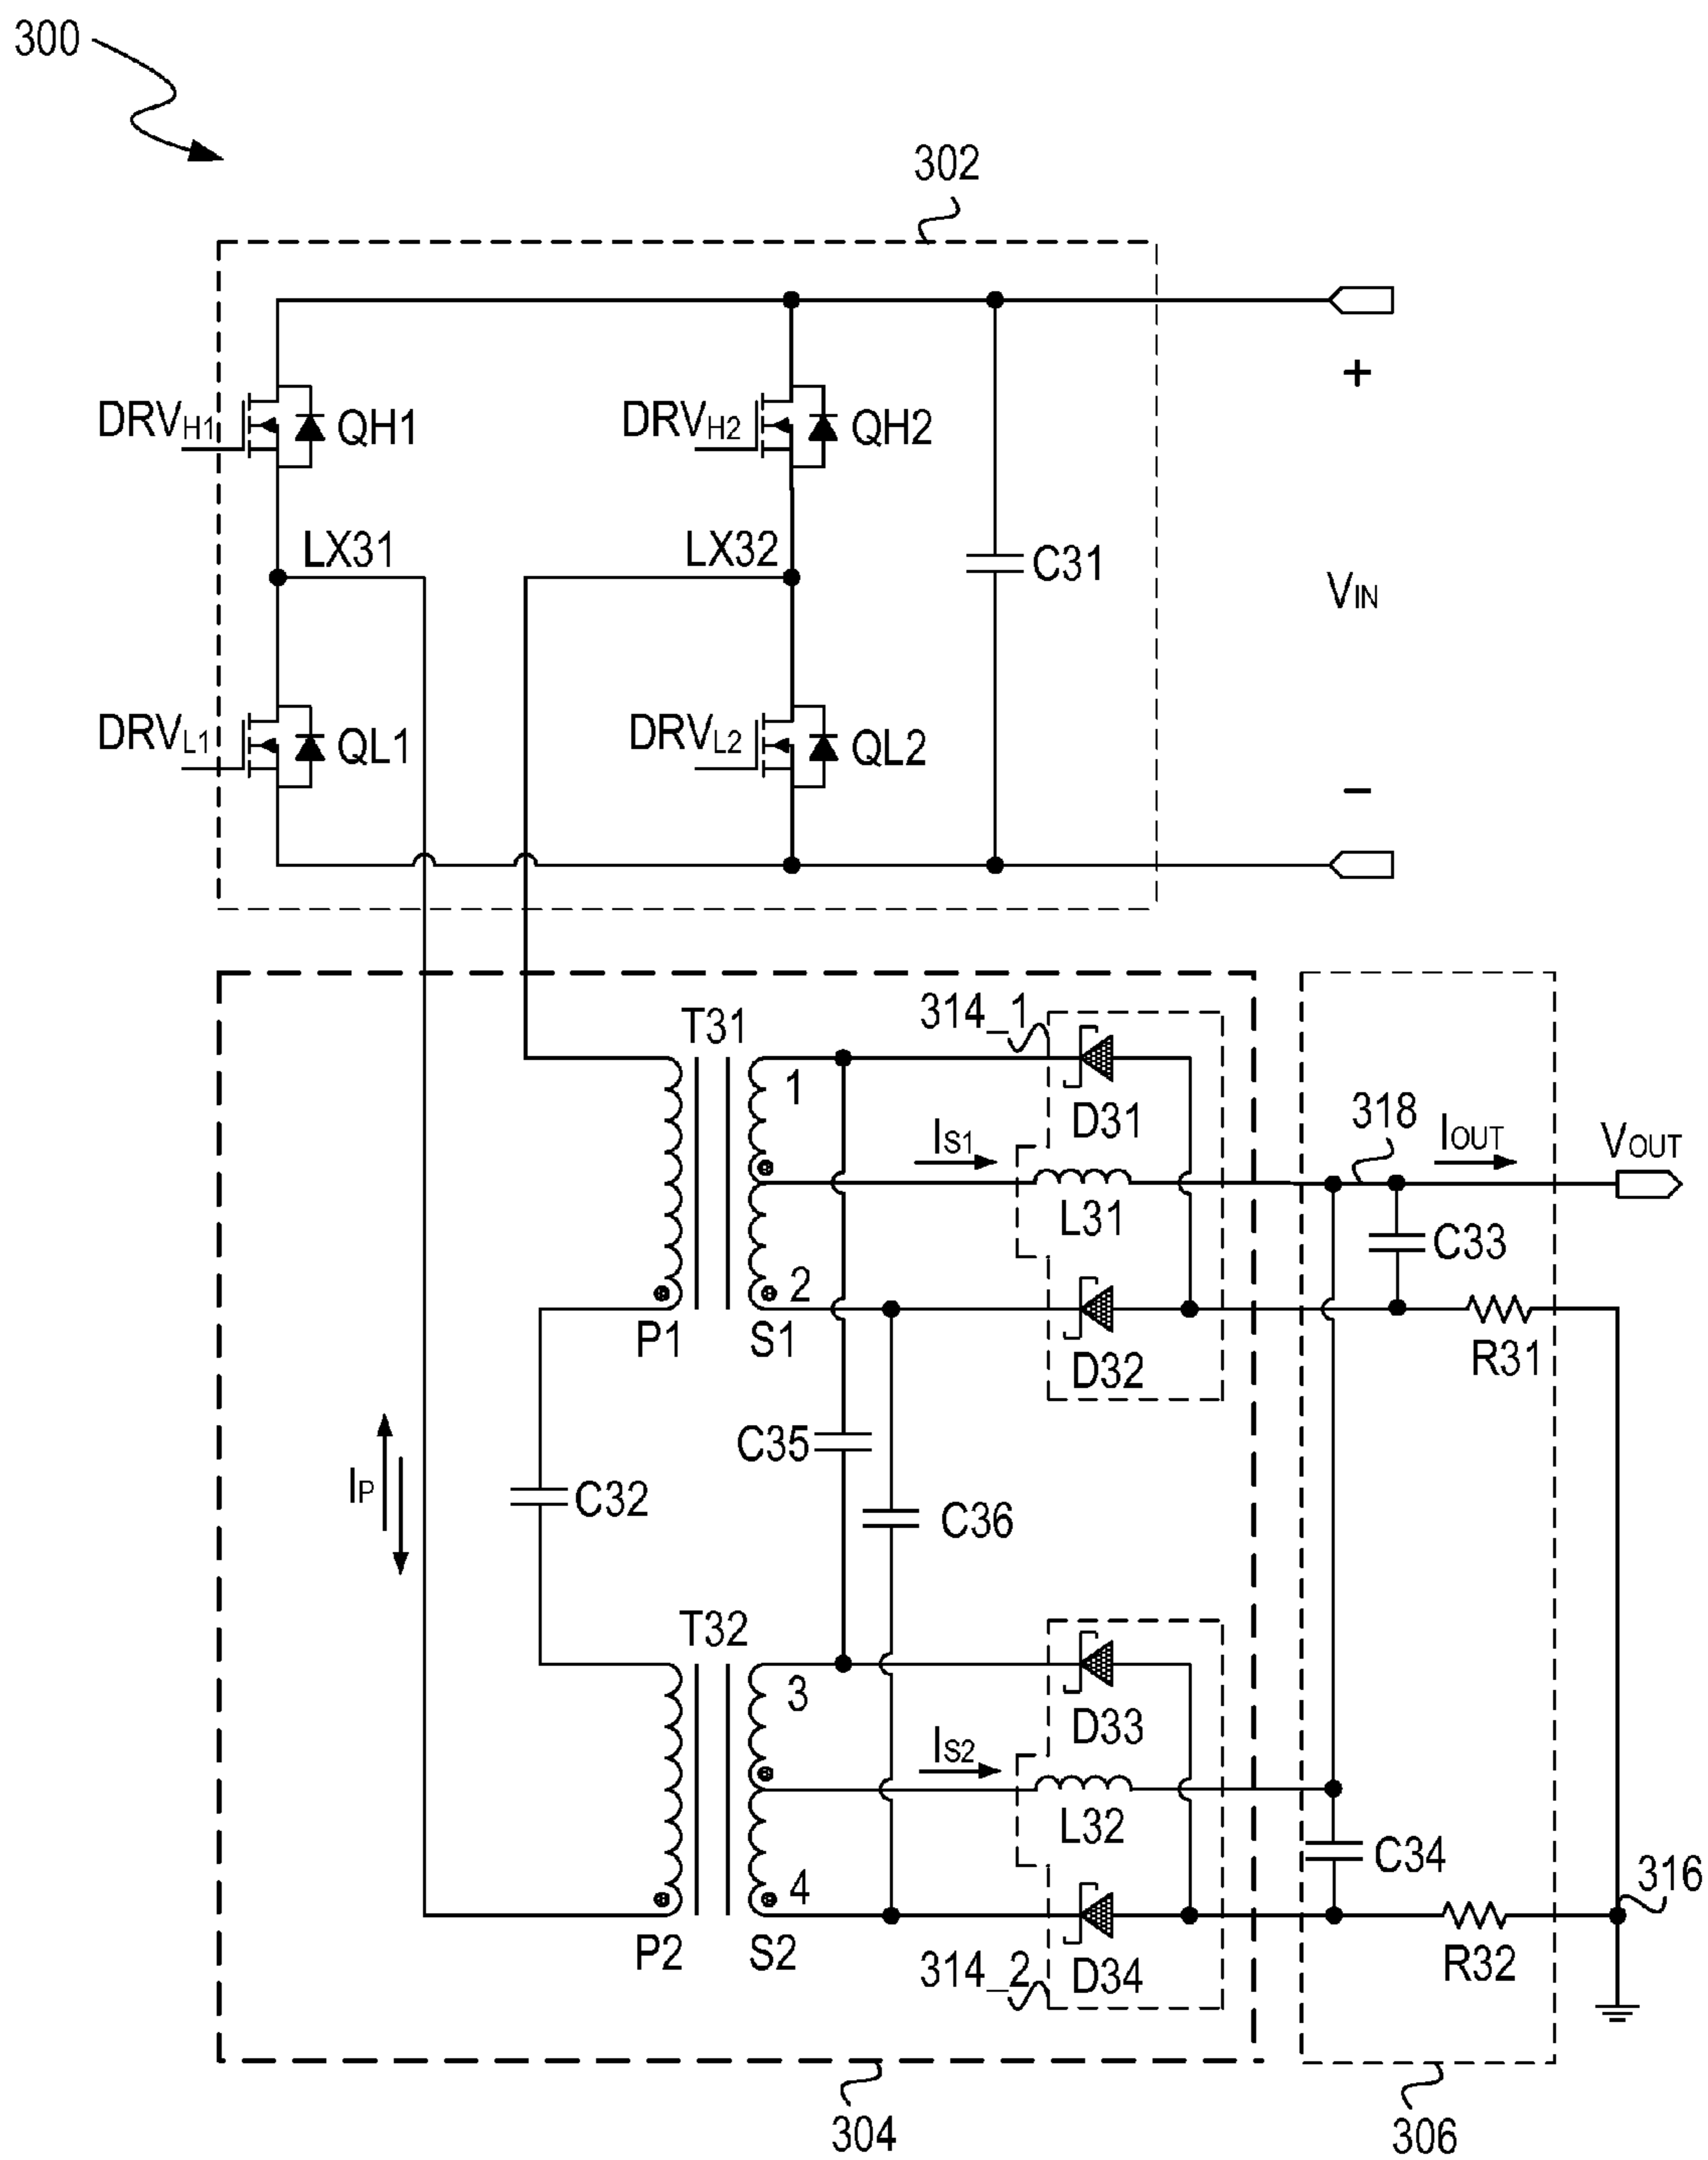 300
302
DRVH1
QH1
DRVH2
QH2
+
LX31
LX32
C31
VIN
DRVL1
QL1
DRVL2
QL2
−
T31
314_1
1
D31
IS1
318
IOUT
VOUT
L31
C33
2
P1
S1
D32
R31
C35
IP
C32
C36
T32
3
D33
IS2
L32
C34
4
316
P2
S2
314_2
D34
R32
304
306